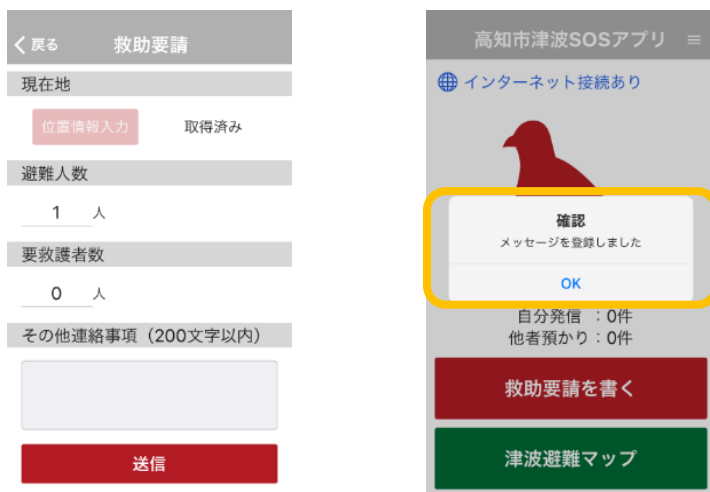 戻る
救助要請
現在地
位置情報入力
取得済み
避難人数
1 人
要救護者数
0 人
その他連絡事項（200文字以内）
送信
高知市津波SOSアプリ
インターネット接続あり
確認
メッセージを登録しました
OK
自分発信 ：0件
他者預かり：0件
救助要請を書く
津波避難マップ